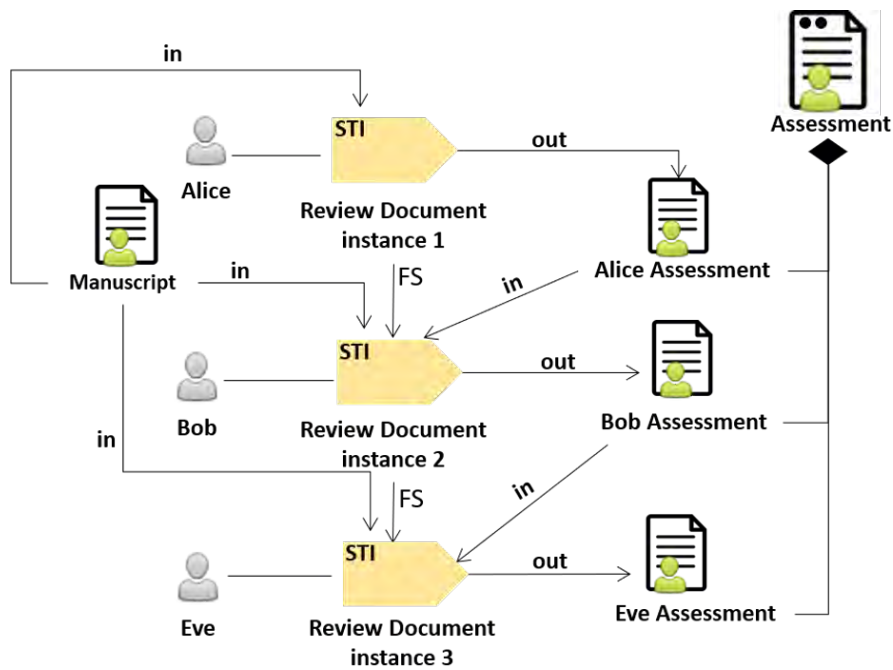 in
Assessment
STI
out
Alice
Review Document
instance 1
Alice Assessment
Manuscript
in
FS
in
STI
out
Bob
Review Document
instance 2
Bob Assessment
in
FS
in
STI
out
Eve
Review Document
instance 3
Eve Assessment